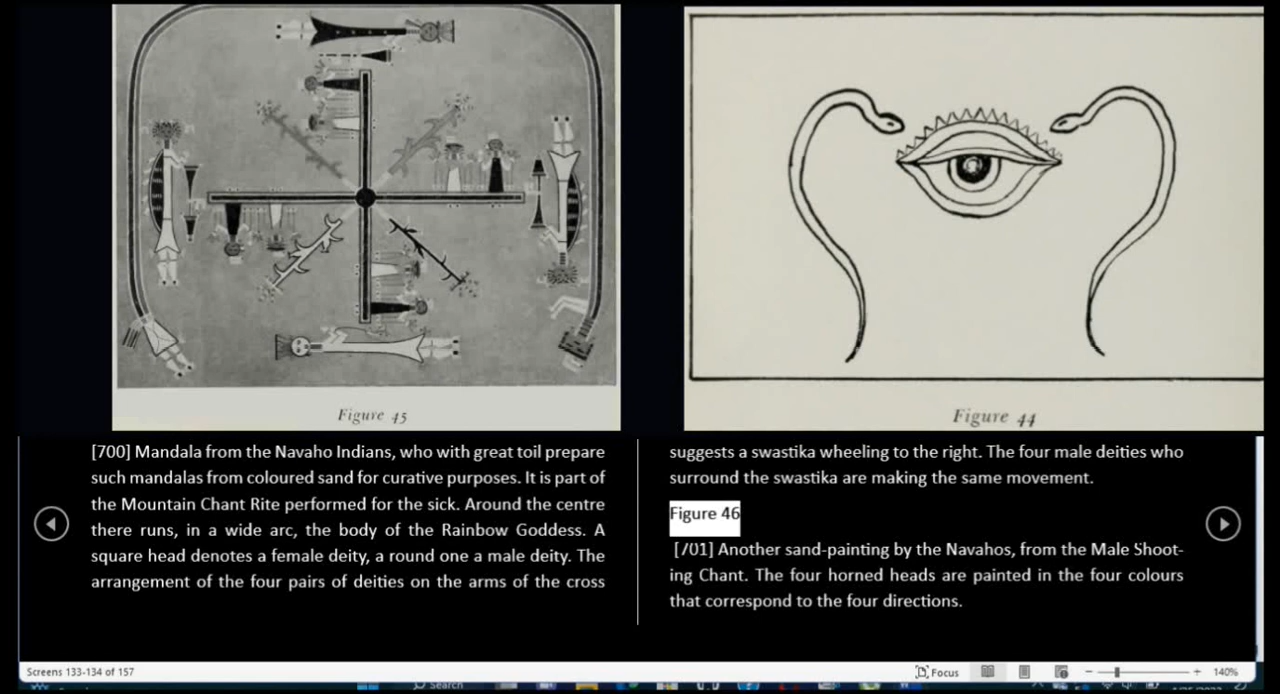 Figure 45
Figure 44
[700] Mandala from the Navaho Indians, who with great toil prepare
such mandalas from coloured sand for curative purposes. It is part of
the Mountain Chant Rite performed for the sick. Around the centre
there runs, in a wide arc, the body of the Rainbow Goddess. A
square head denotes a female deity, a round one a male deity. The
arrangement of the four pairs of deities on the arms of the cross
suggests a swastika wheeling to the right. The four male deities who
surround the swastika are making the same movement.
Figure 46
[701] Another sand-painting by the Navahos, from the Male Shoot-
ing Chant. The four horned heads are painted in the four colours
that correspond to the four directions.
Screens 133-134 of 157
Focus
140%
Search